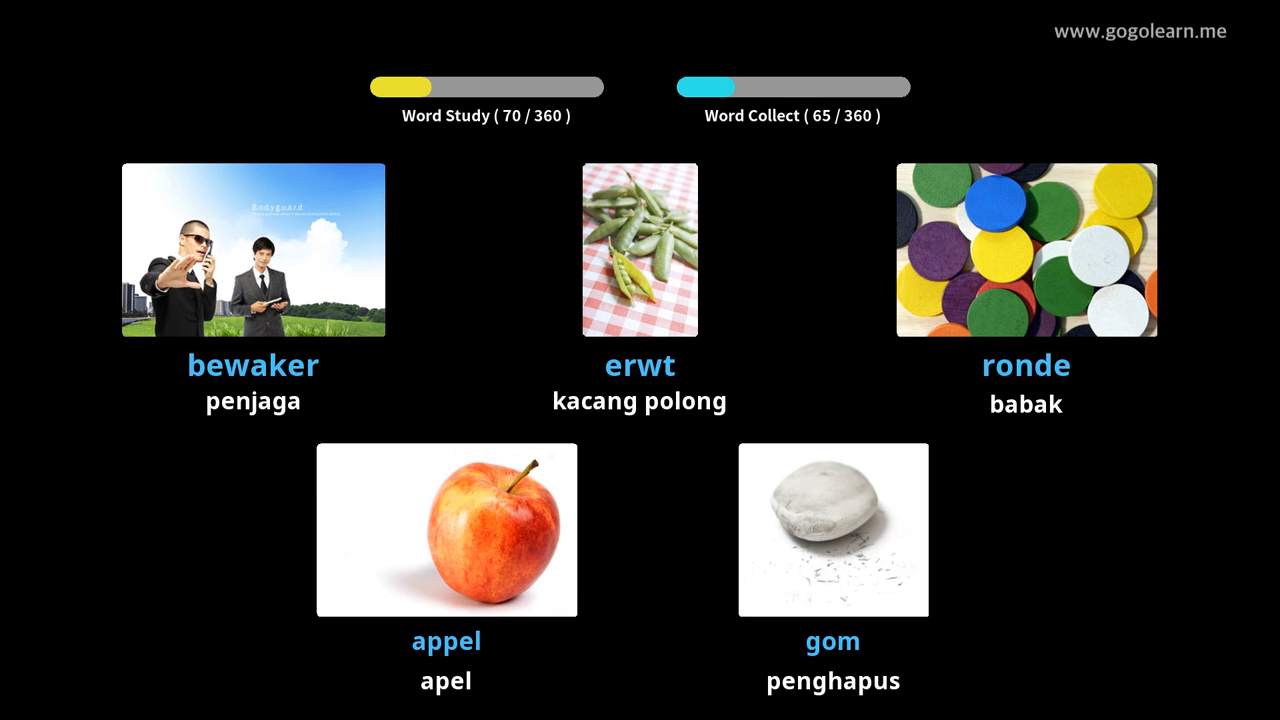 www.gogolearn.me
Word Study ( 70 / 360 )
Word Collect ( 65 / 360 )
Bodyguard
bewaker
penjaga
erwt
kacang polong
ronde
babak
appel
apel
gom
penghapus